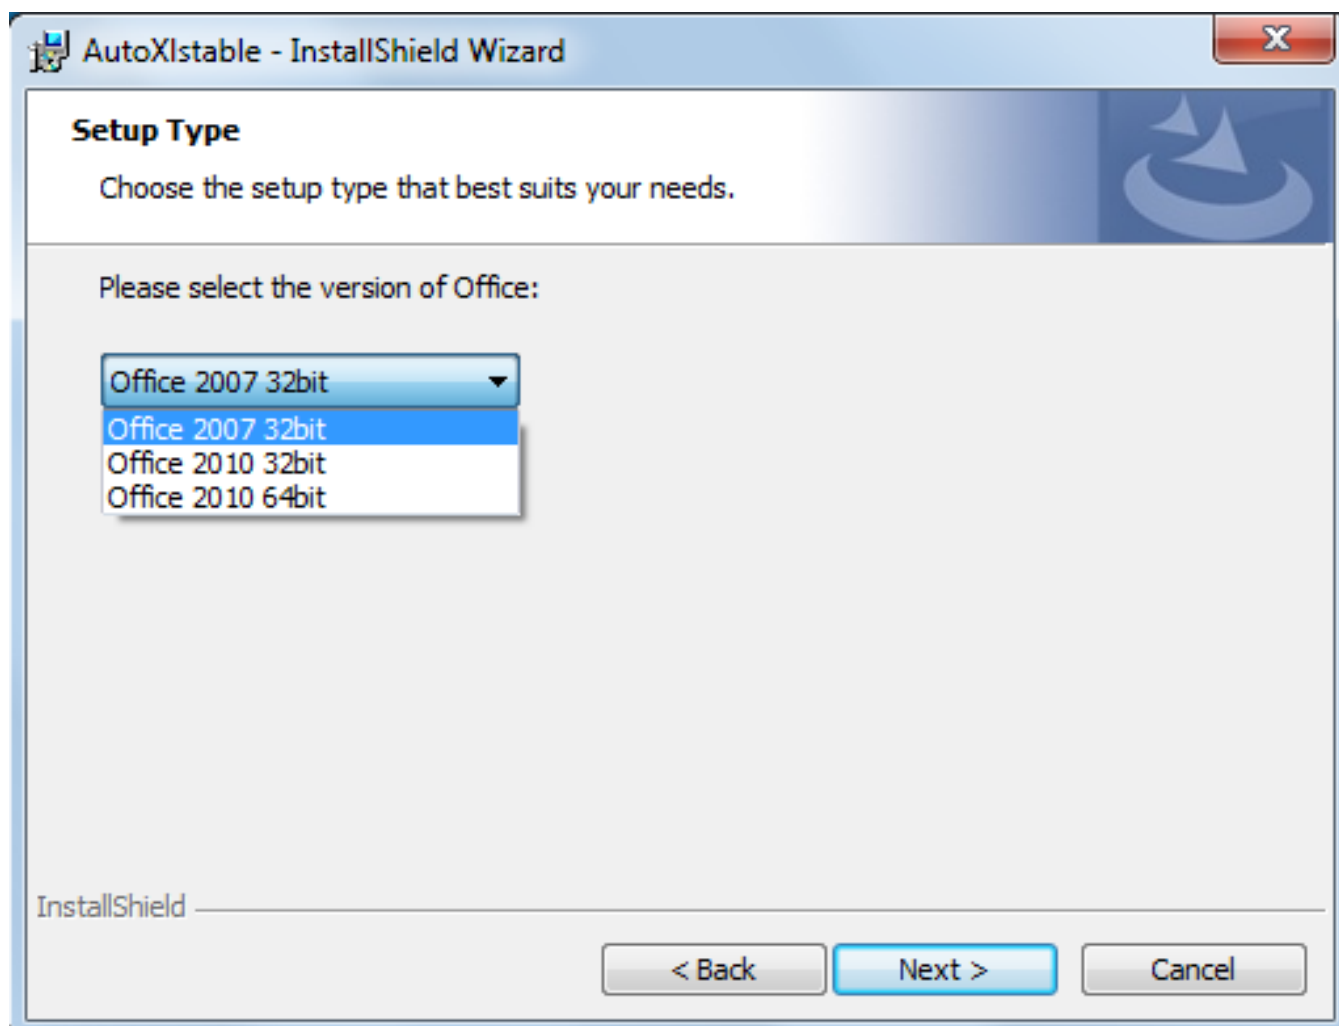 AutoXlstable - InstallShield Wizard
Setup Type
Choose the setup type that best suits your needs.
Please select the version of Office:
Office 2007 32bit
Office 2007 32bit
Office 2010 32bit
Office 2010 64bit
InstallShield
< Back
Next >
Cancel